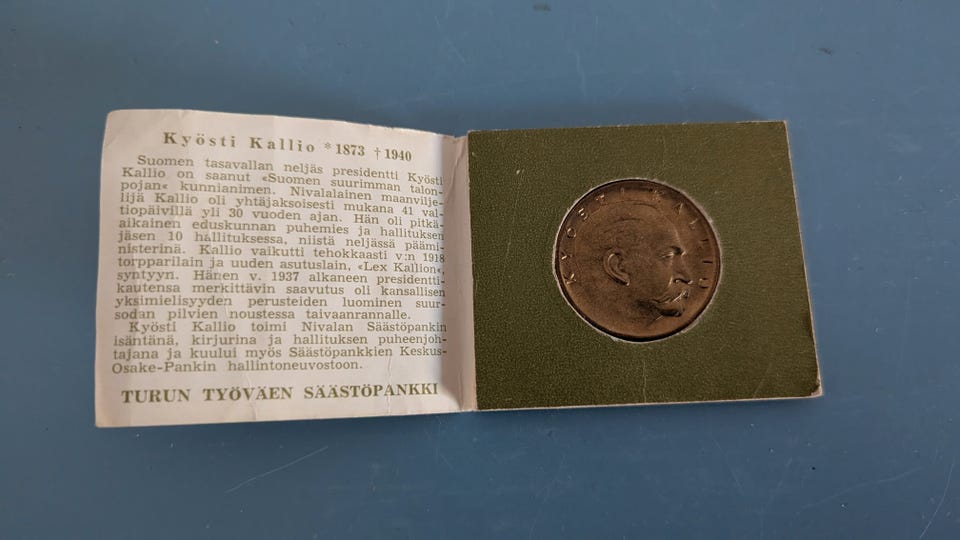 Kyösti Kallio *1873 †1940
Suomen tasavallan neljäs presidentti Kyösti
Kallio on saanut «Suomen suurimman talon-
pojan« kunnianimen. Nivalalainen maanvilje-
lijä Kallio oli yhtäjaksoisesti mukana 41 val-
tiopäivillä yli 30 vuoden ajan. Hän oli pitkä-
aikainen eduskunnan puhemies ja hallituksen
jäsen 10 hallituksessa, niistä neljässä päämi-
nisterinä. Kallio vaikutti tehokkaasti v:n 1918
torpparilain ja uuden asutuslain, «Lex Kallion«,
syntyyn. Hänen v. 1937 alkaneen presidentti-
kautensa merkittävin saavutus oli kansallisen
yksimielisyyden perusteiden luominen suur-
sodan pilvien noustessa taivaanrannalle.
Kyösti Kallio toimi Nivalan Säästöpankin
isäntänä, kirjurina ja hallituksen puheenjoh-
tajana ja kuului myös Säästöpankkien Keskus-
Osake-Pankin hallintoneuvostoon.
TURUN TYÖVÄEN SÄÄSTÖPANKKI
KYÖSTI KALLIO